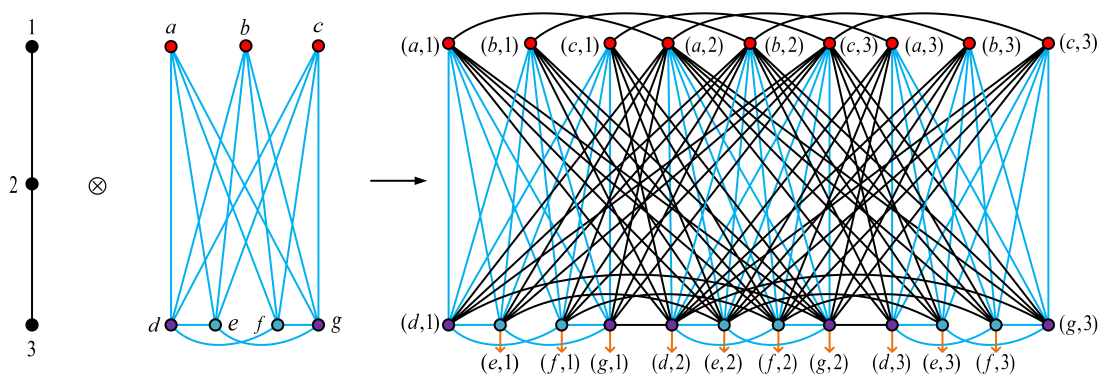 1
2
3
⊗
a b c
d e f g
(a,1) (b,1) (c,1) (a,2) (b,2) (c,3) (a,3) (b,3) (c,3)
(d,1) (g,3)
(e,1) (f,1) (g,1) (d,2) (e,2) (f,2) (g,2) (d,3) (e,3) (f,3)